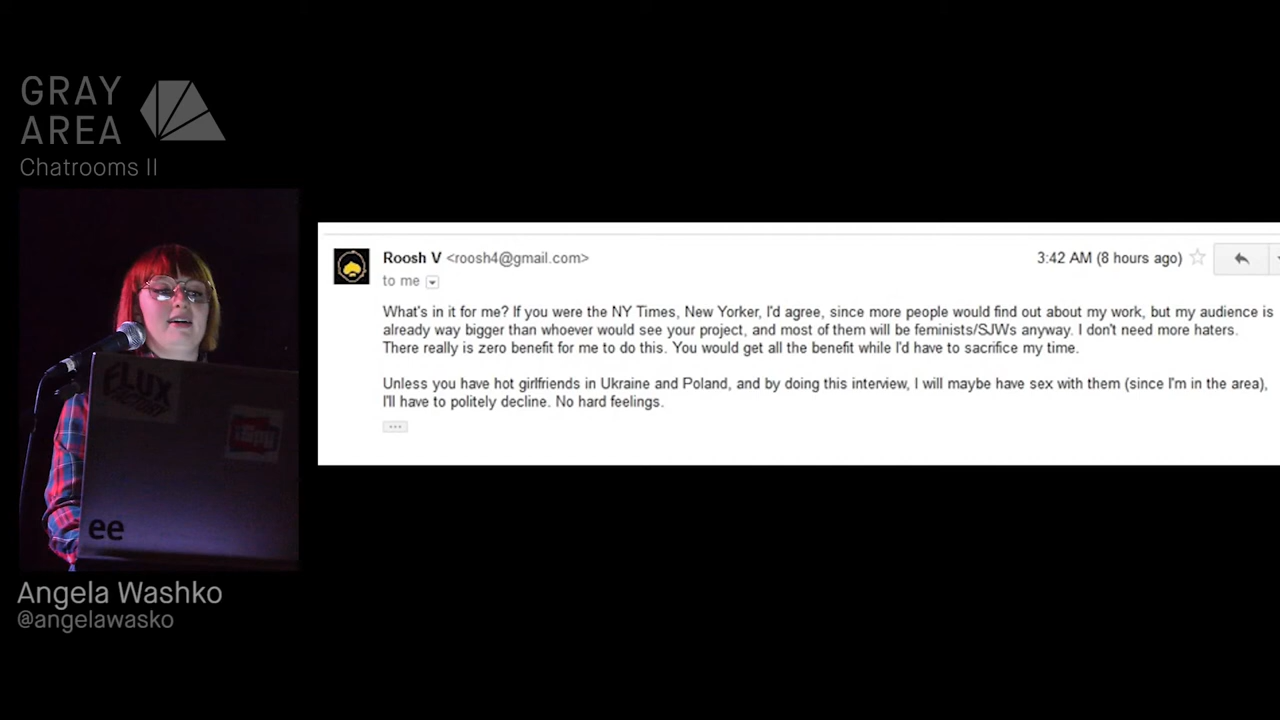 GRAY
AREA
Chatrooms II
ee
Angela Washko
@angelawasko
Roosh V <roosh4@gmail.com>
3:42 AM (8 hours ago)
to me
What's in it for me? If you were the NY Times, New Yorker, I'd agree, since more people would find out about my work, but my audience is
already way bigger than whoever would see your project, and most of them will be feminists/SJWs anyway. I don't need more haters.
There really is zero benefit for me to do this. You would get all the benefit while I'd have to sacrifice my time.
Unless you have hot girlfriends in Ukraine and Poland, and by doing this interview, I will maybe have sex with them (since I'm in the area),
I'll have to politely decline. No hard feelings.